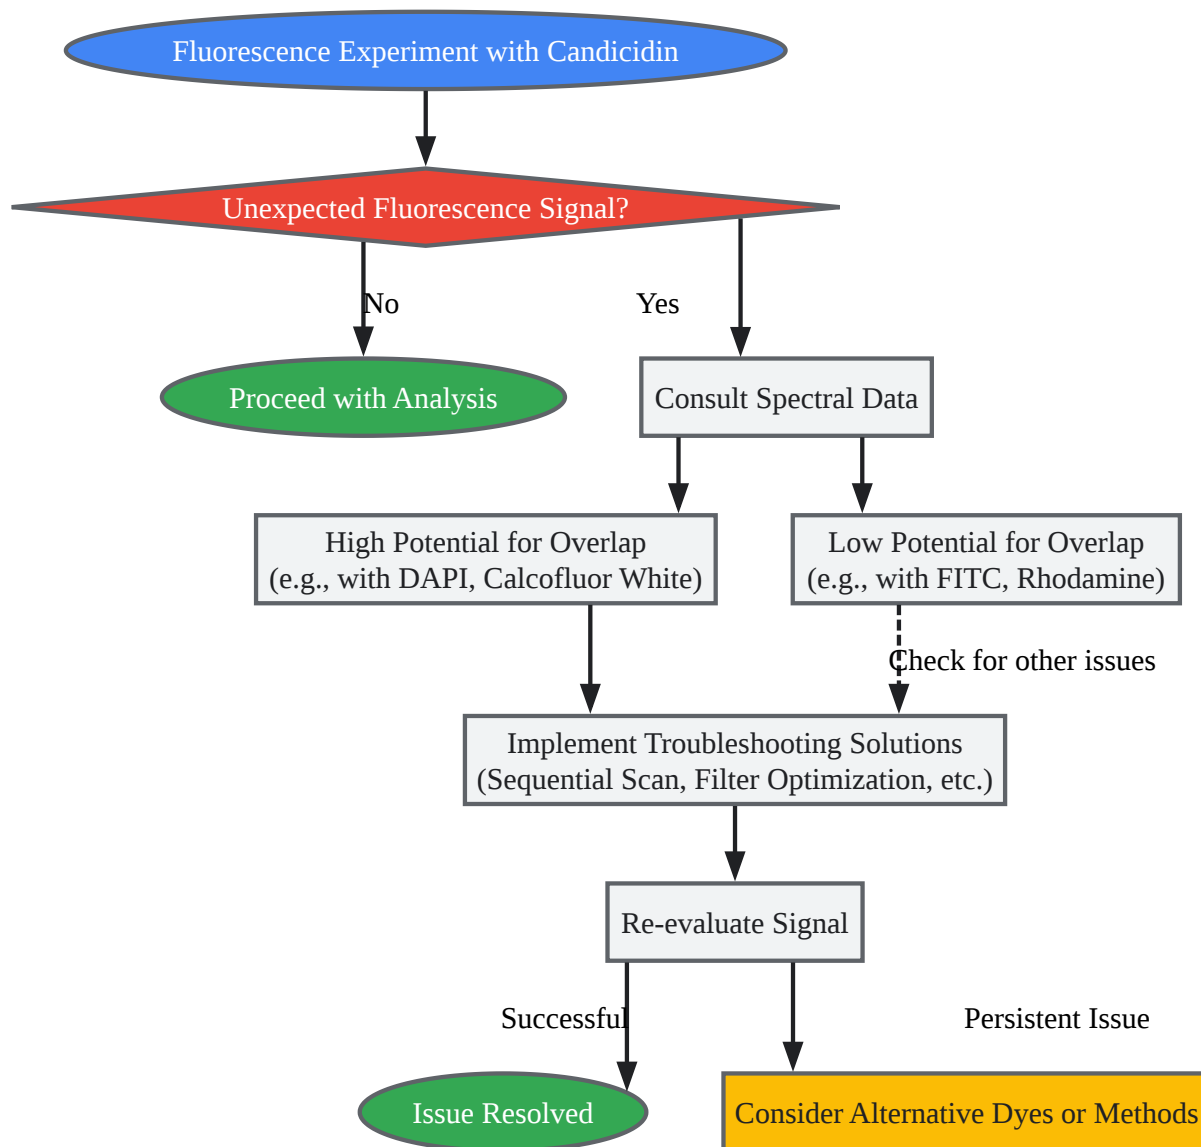 Fluorescence Experiment with Candicidin
Unexpected Fluorescence Signal?
No
Yes
Proceed with Analysis
Consult Spectral Data
High Potential for Overlap
(e.g., with DAPI, Calcofluor White)
Low Potential for Overlap
(e.g., with FITC, Rhodamine)
Check for other issues
Implement Troubleshooting Solutions
(Sequential Scan, Filter Optimization, etc.)
Re-evaluate Signal
Successful
Persistent Issue
Issue Resolved
Consider Alternative Dyes or Methods